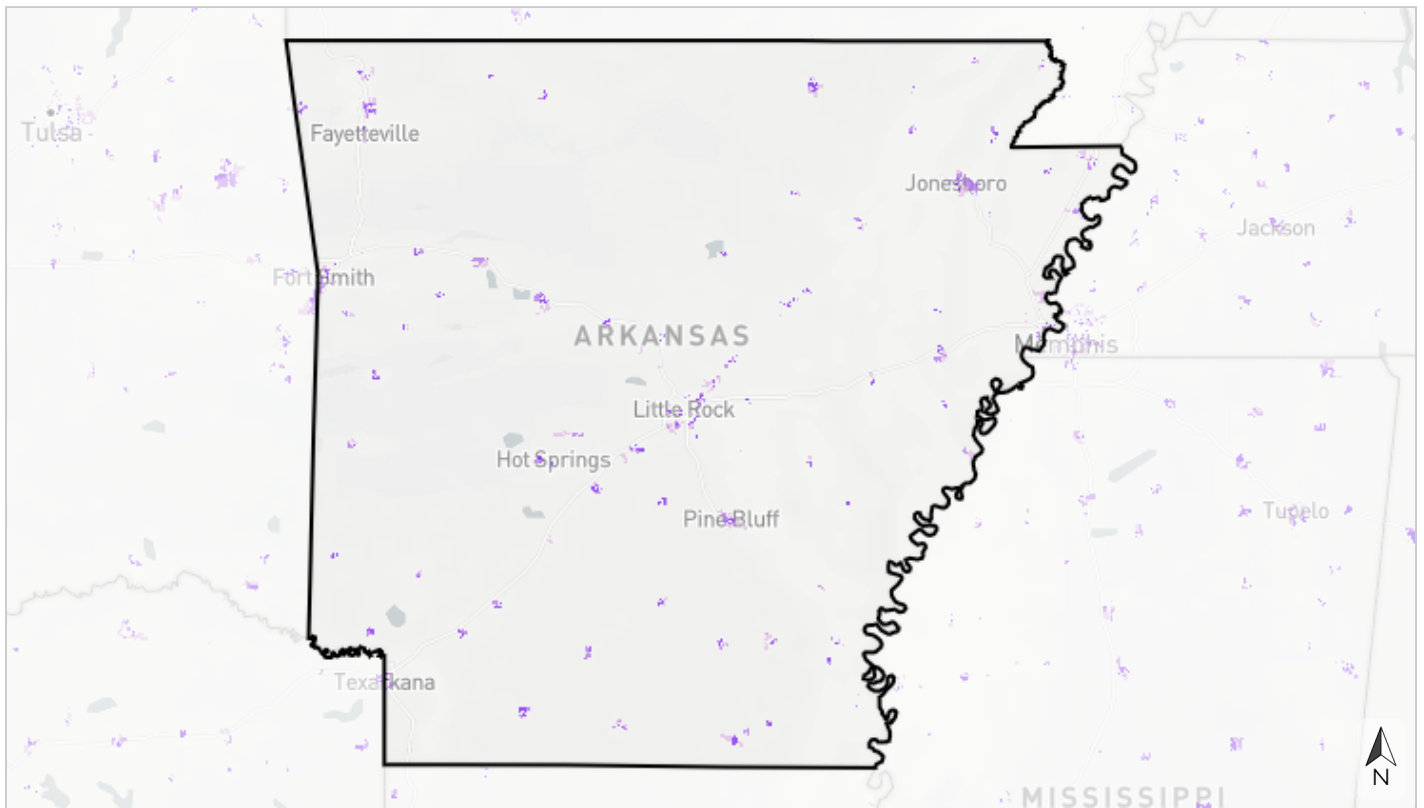 Tulsa
Fayetteville
Jonesboro
Jackson
Fort Smith
ARKANSAS
Memphis
Little Rock
Hot Springs
Pine Bluff
Tupelo
Texarkana
N
MISSISSIPPI